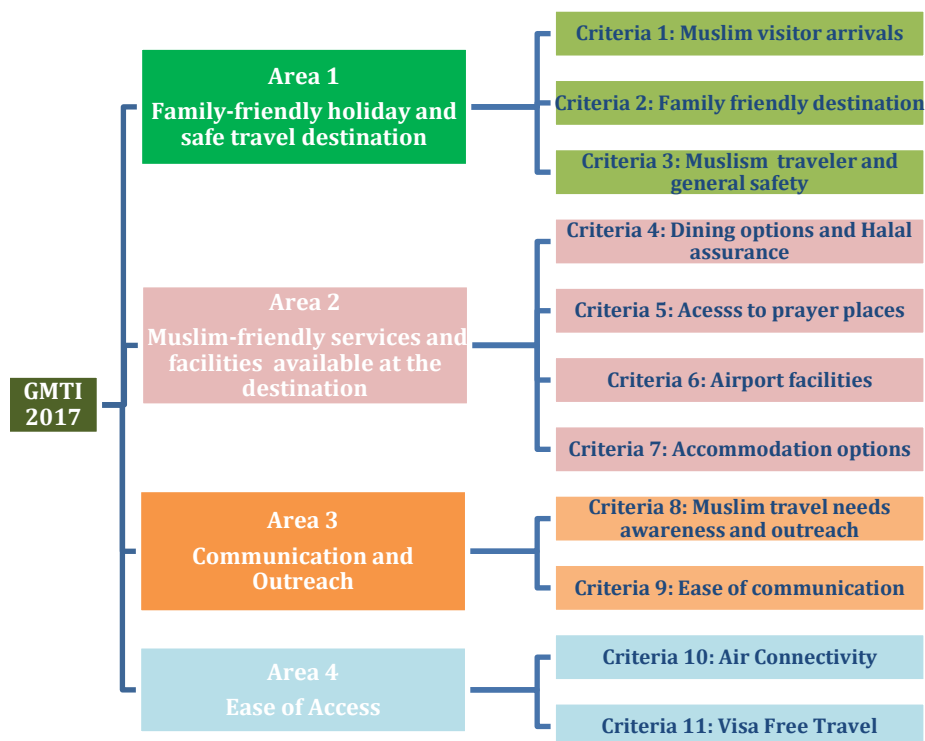 GMTI
2017
Area 1
Family-friendly holiday and
safe travel destination
Criteria 1: Muslim visitor arrivals
Criteria 2: Family friendly destination
Criteria 3: Muslism traveler and
general safety
Area 2
Muslim-friendly services and
facilities available at the
destination
Criteria 4: Dining options and Halal
assurance
Criteria 5: Acesss to prayer places
Criteria 6: Airport facilities
Criteria 7: Accommodation options
Area 3
Communication and
Outreach
Criteria 8: Muslim travel needs
awareness and outreach
Criteria 9: Ease of communication
Area 4
Ease of Access
Criteria 10: Air Connectivity
Criteria 11: Visa Free Travel